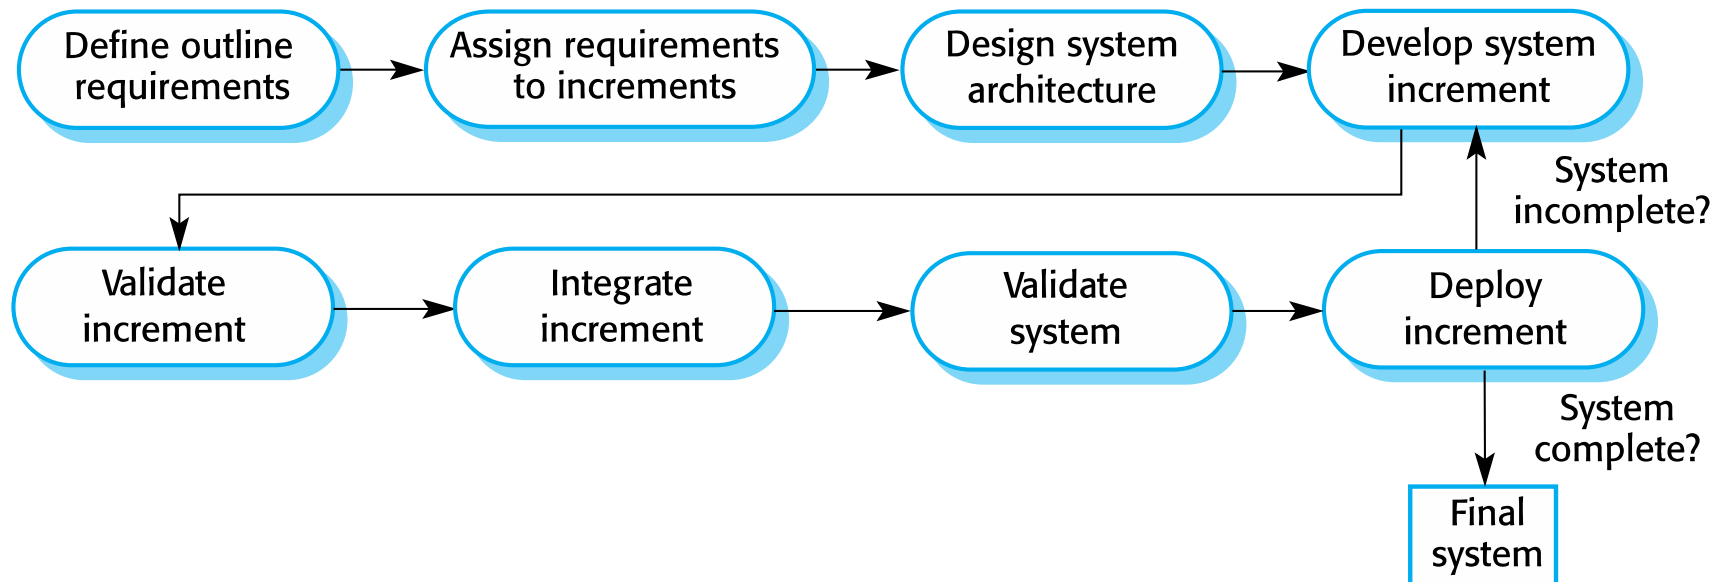 Define outline
requirements
Assign requirements
to increments
Design system
architecture
Develop system
increment
System
incomplete?
Validate
increment
Integrate
increment
Validate
system
Deploy
increment
System
complete?
Final
system